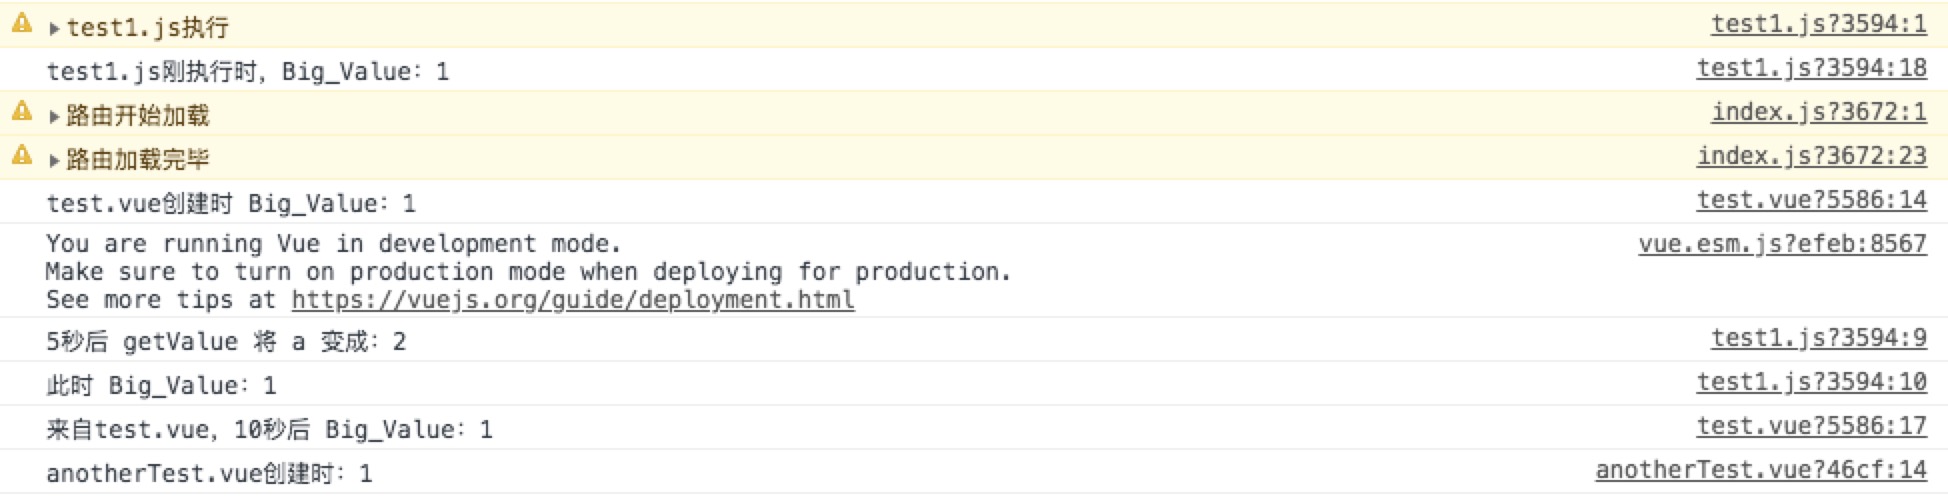 test1.js执行 test1.js?3594:1
test1.js刚执行时, Big_Value: 1 test1.js?3594:18
路由开始加载 index.js?3672:1
路由加载完毕 index.js?3672:23
test.vue创建时 Big_Value: 1 test.vue?5586:14
You are running Vue in development mode. vue.esm.js?efeb:8567
Make sure to turn on production mode when deploying for production.
See more tips at https://vuejs.org/guide/deployment.html
5秒后 getValue 将 a 变成: 2 test1.js?3594:9
此时 Big_Value: 1 test1.js?3594:10
来自test.vue, 10秒后 Big_Value: 1 test.vue?5586:17
anotherTest.vue创建时: 1 anotherTest.vue?46cf:14